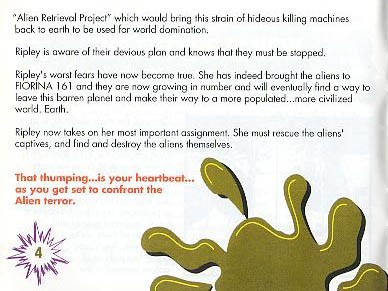 "Alien Retrieval Project" which would bring this strain of hideous killing machines
back to earth to be used for world domination.
Ripley is aware of their devious plan and knows that they must be stopped.
Ripley's worst fears have now become true. She has indeed brought the aliens to
FIORINA 161 and they are now growing in number and will eventually find a way to
leave this barren planet and make their way to a more populated...more civilized
world. Earth.
Ripley now takes on her most important assignment. She must rescue the aliens'
captives, and find and destroy the aliens themselves.
That thumping...is your heartbeat...
as you get set to confront the
Alien terror.
4